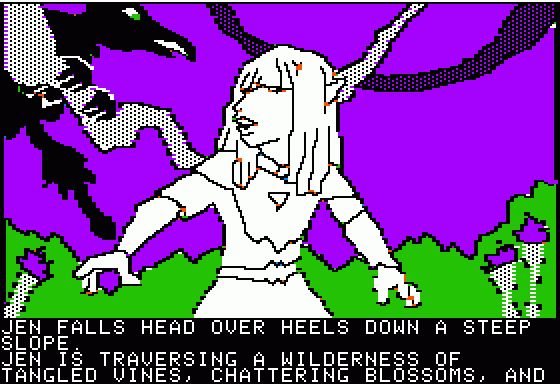 JEN FALLS HEAD OVER HEELS DOWN A STEEP
SLOPE.
JEN IS TRAVERSING A WILDERNESS OF
TANGLED VINES, CHATTERING BLOSSOMS, AND